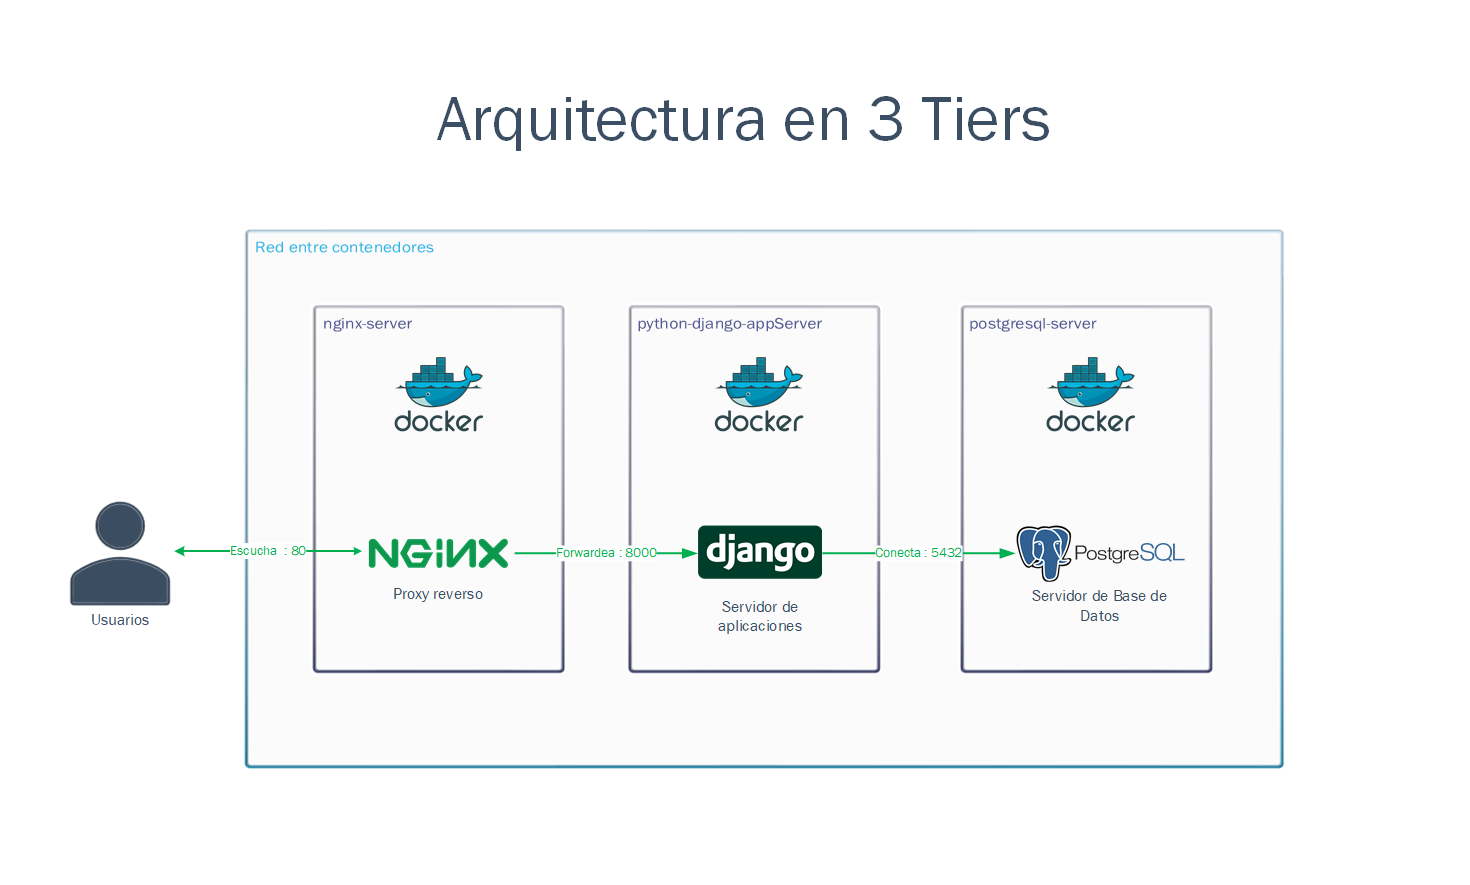 Arquitectura en 3 Tiers
Red entre contenedores
nginx-server
python-django-appServer
postgresql-server
docker
docker
docker
Escucha : 80
NGINX
Forwardea : 8000
django
Conecta : 5432
PostgreSQL
Proxy reverso
Servidor de
aplicaciones
Servidor de Base de
Datos
Usuarios